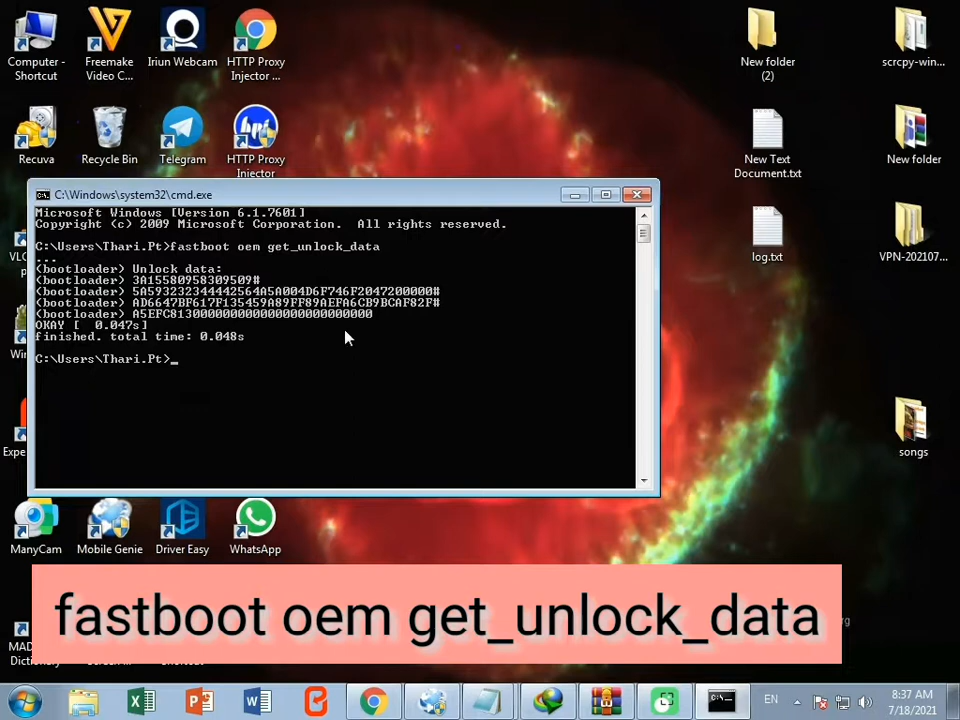 Computer - Shortcut
Freemake Video C...
Iriun Webcam
HTTP Proxy Injector ...
New folder (2)
scrcpy-win...
Recuva
Recycle Bin
Telegram
HTTP Proxy Injector
New Text Document.txt
New folder
C:\Windows\system32\cmd.exe
Microsoft Windows [Version 6.1.7601]
Copyright (c) 2009 Microsoft Corporation.  All rights reserved.
C:\Users\Thari.Pt>fastboot oem get_unlock_data
...
(bootloader) Unlock data:
(bootloader) 3A15580958309509#
(bootloader) 5A593232344442564A5A004D6F746F2047200000#
(bootloader) AD6647BF617F135459A89FF89AEFA6CB9BCAF82F#
(bootloader) A5EFC813000000000000000000000000
OKAY [  0.047s]
finished. total time: 0.048s
C:\Users\Thari.Pt>_
log.txt
VPN-202107...
songs
ManyCam
Mobile Genie
Driver Easy
WhatsApp
fastboot oem get_unlock_data
EN
8:37 AM
7/18/2021